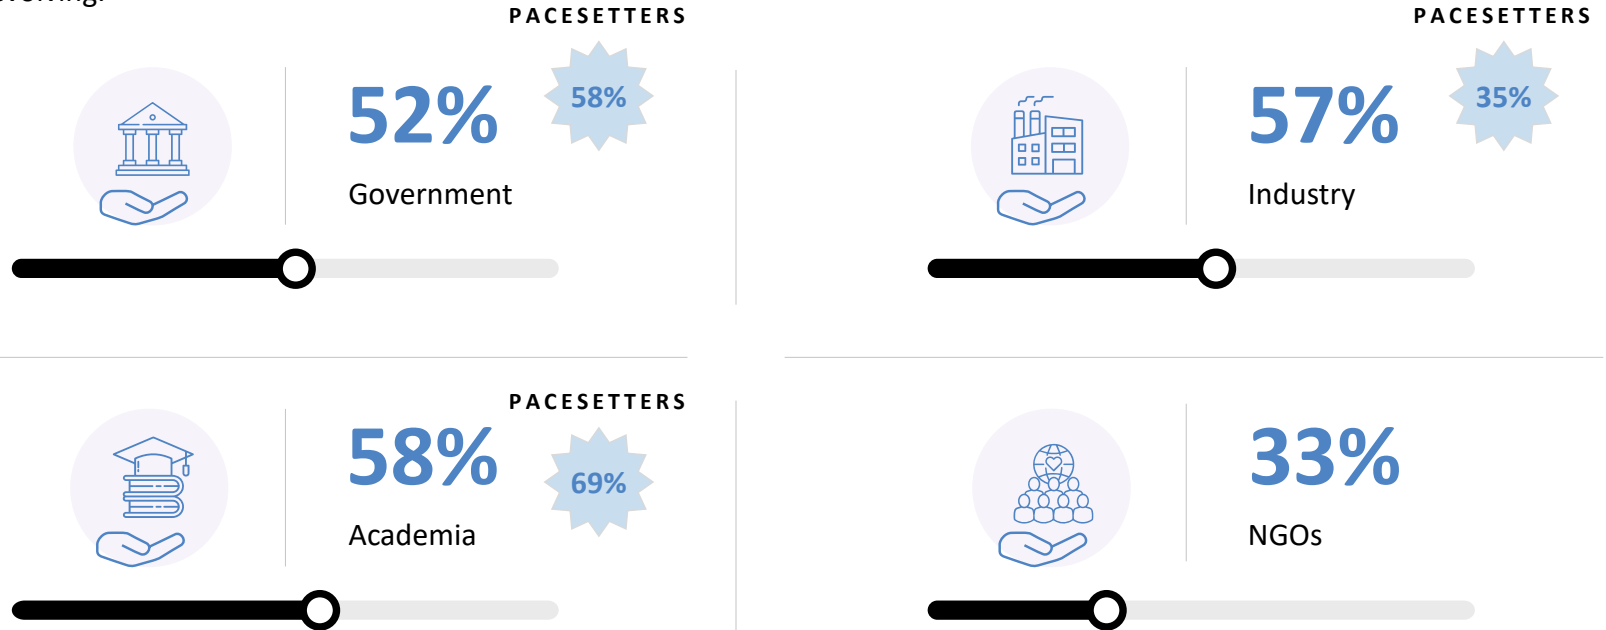 PACESETTERS
52%
58%
Government
PACESETTERS
57%
35%
Industry
PACESETTERS
58%
69%
Academia
33%
NGOs